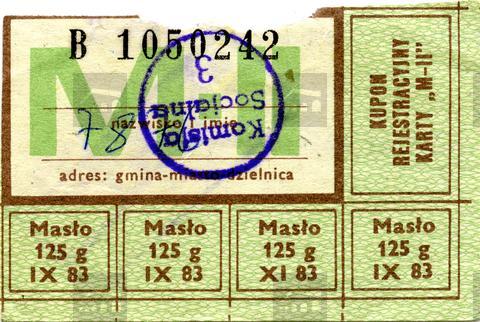 B 1050242
M-II
78
nazwisko i imię
Komisja
Socjalna
3
adres: gmina-miasto-dzielnica
KUPON
REJESTRACYJNY
KARTY „M-II"
Masło
125 g
IX 83
Masło
125 g
IX 83
Masło
125 g
XI 83
Masło
125 g
IX 83